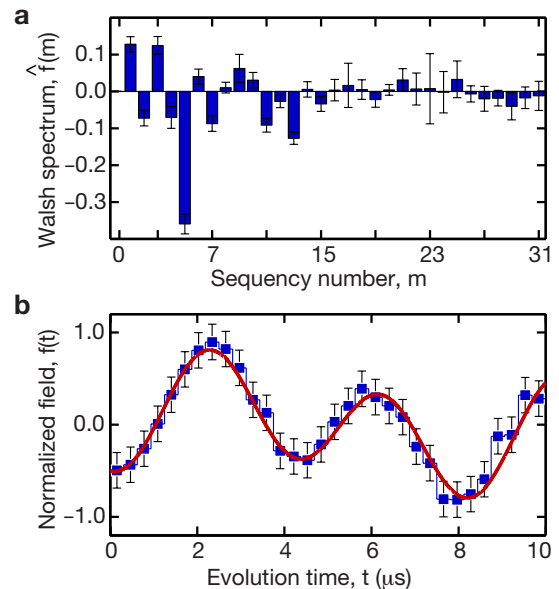 a
Walsh spectrum, f̂(m)
0.1
0.0
−0.1
−0.2
−0.3
0 7 15 23 31
Sequency number, m
b
Normalized field, f(t)
1.0
0.0
−1.0
0 2 4 6 8 10
Evolution time, t (μs)